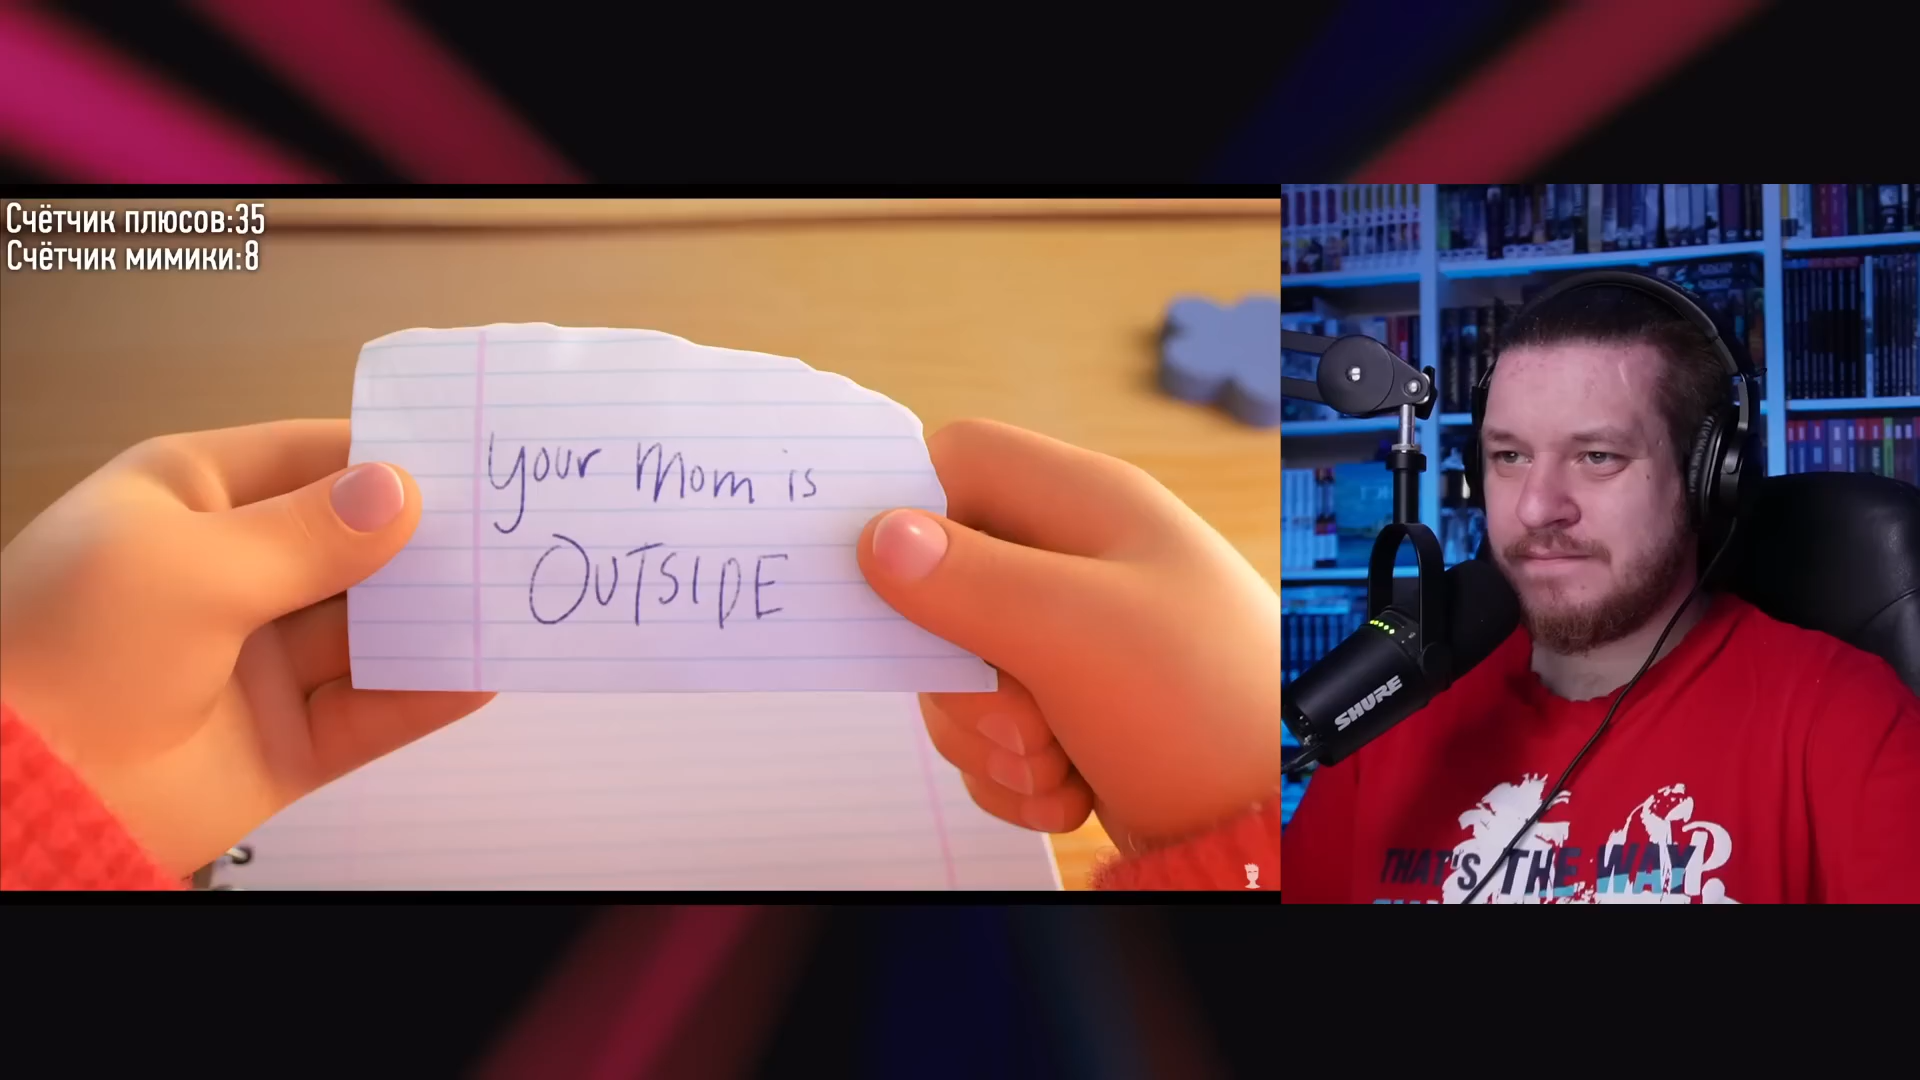 Счётчик плюсов:35
Счётчик мимики:8
your Mom is
OUTSIDE
SHURE
THAT'S THE WAY